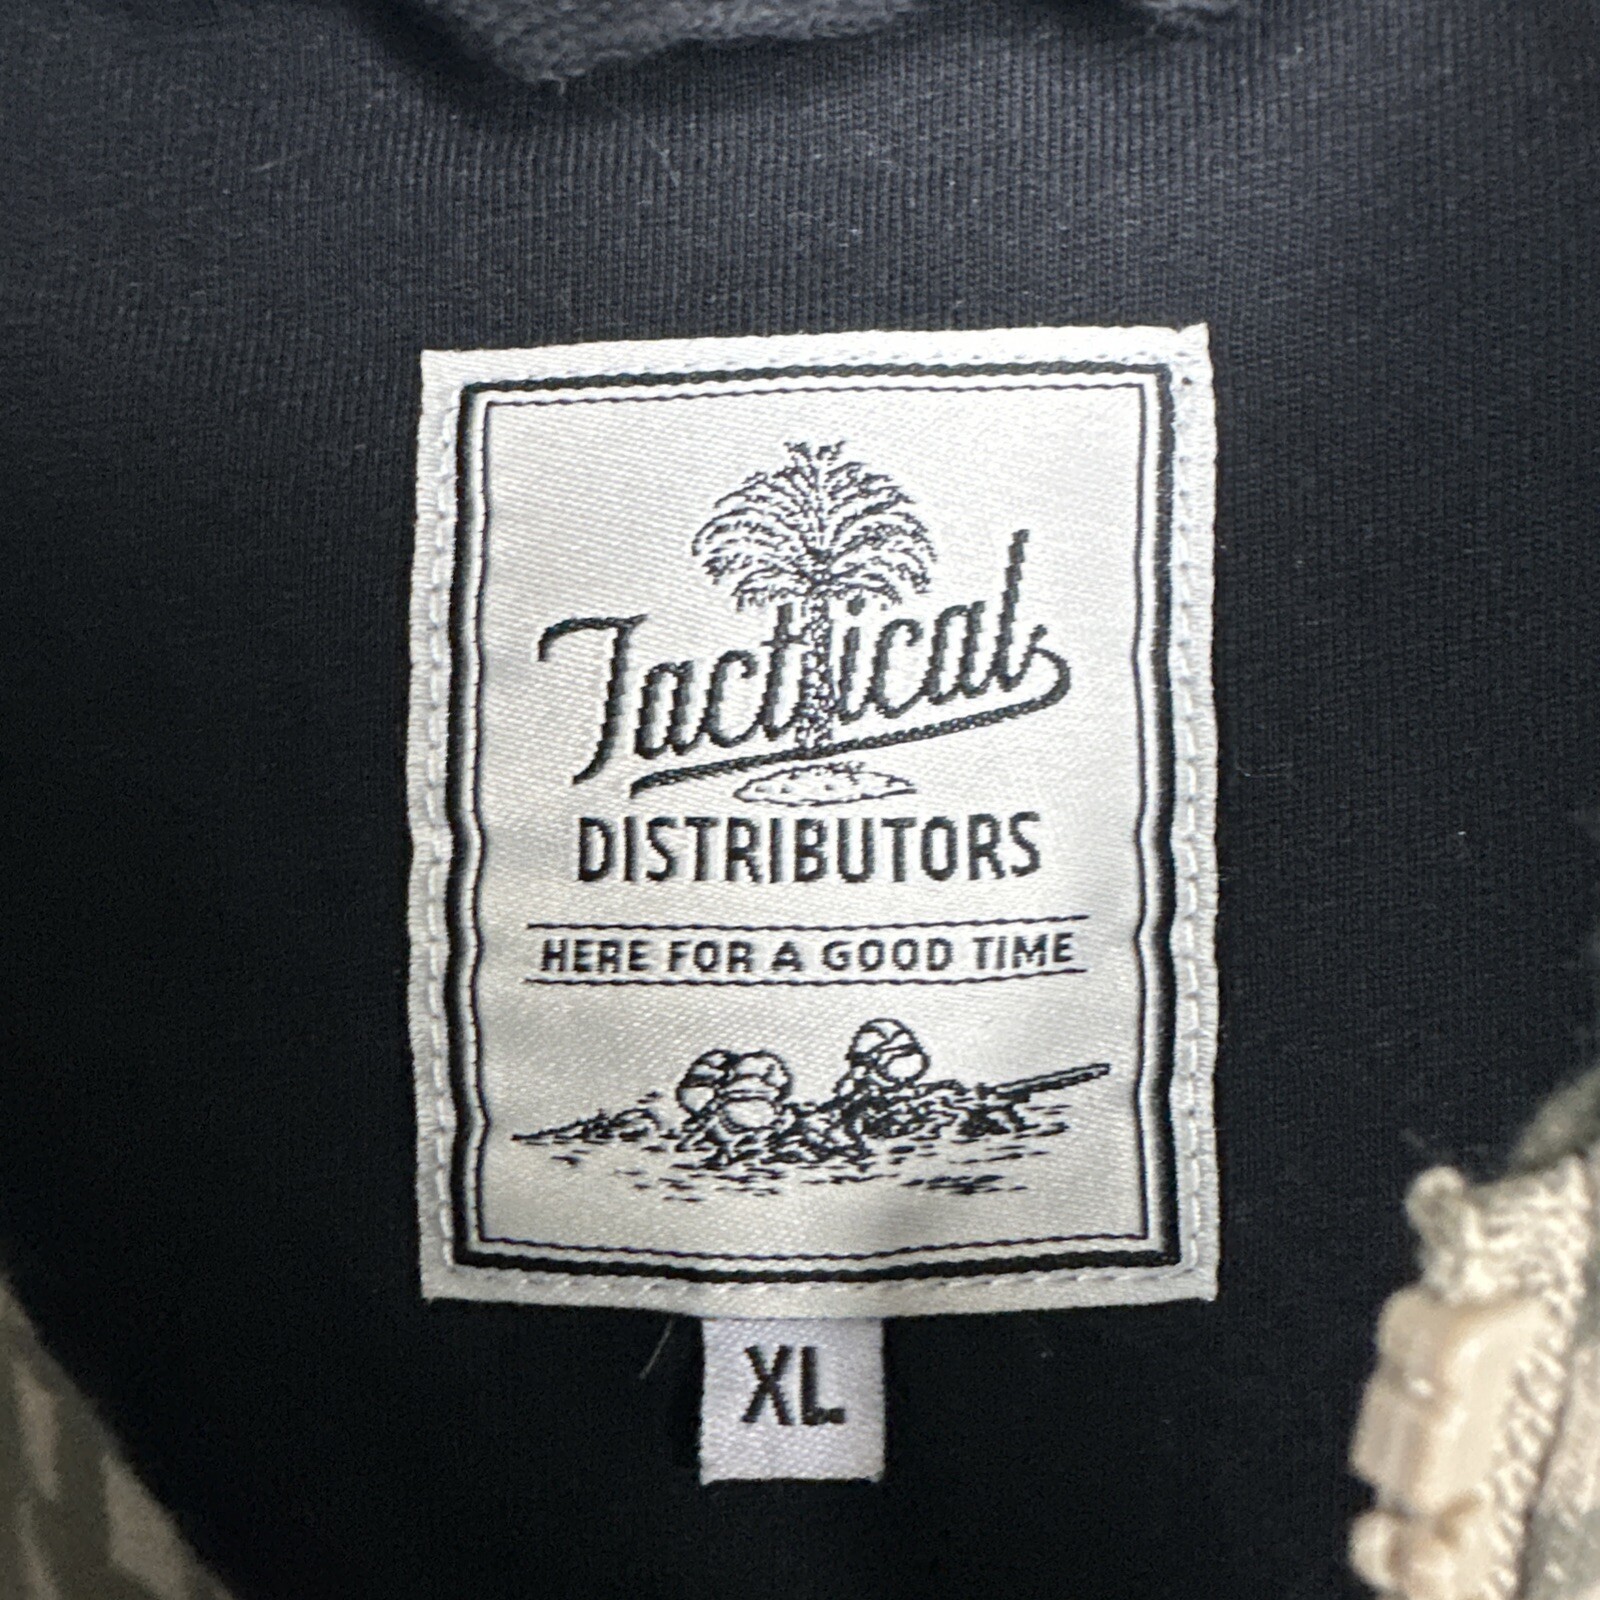 Tactical
DISTRIBUTORS
HERE FOR A GOOD TIME
XL